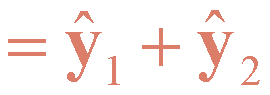 = ŷ₁ + ŷ₂